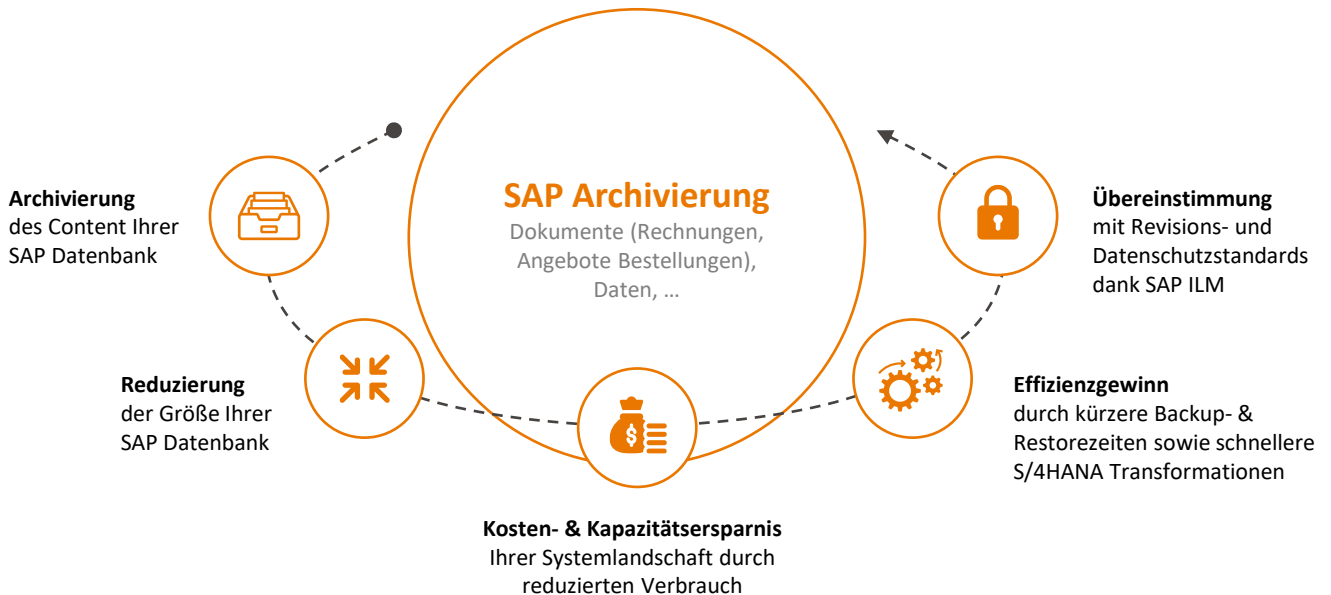 SAP Archivierung
Dokumente (Rechnungen,
Angebote Bestellungen),
Daten, ...
Archivierung
des Content Ihrer
SAP Datenbank
Reduzierung
der Größe Ihrer
SAP Datenbank
$
Kosten- & Kapazitätsersparnis
Ihrer Systemlandschaft durch
reduzierten Verbrauch
Effizienzgewinn
durch kürzere Backup- &
Restorezeiten sowie schnellere
S/4HANA Transformationen
Übereinstimmung
mit Revisions- und
Datenschutzstandards
dank SAP ILM